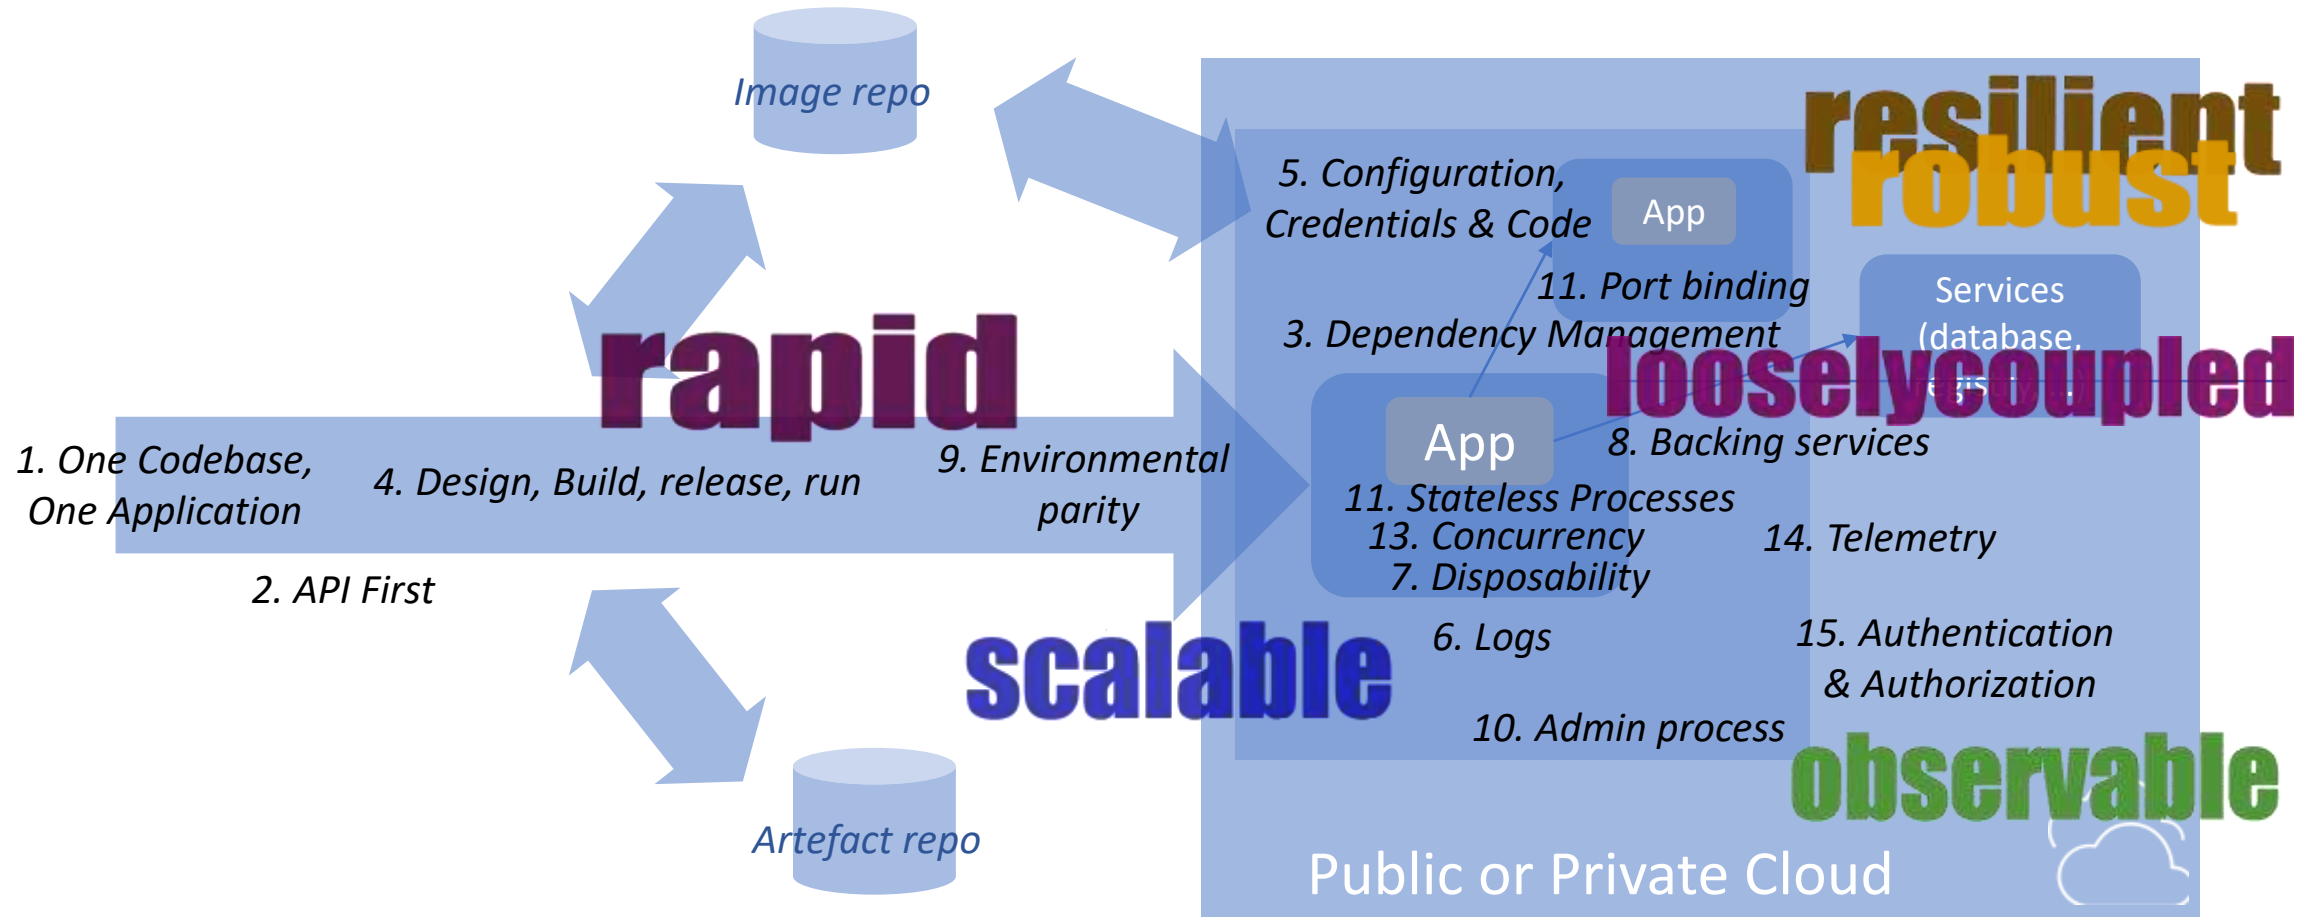 Image repo
resilient
robust
5. Configuration,
Credentials & Code
App
11. Port binding
Services
(database,
3. Dependency Management
looselycoupled
rapid
1. One Codebase,
One Application
4. Design, Build, release, run
9. Environmental
parity
App
8. Backing services
11. Stateless Processes
13. Concurrency
7. Disposability
14. Telemetry
2. API First
scalable
6. Logs
15. Authentication
& Authorization
10. Admin process
observable
Artefact repo
Public or Private Cloud